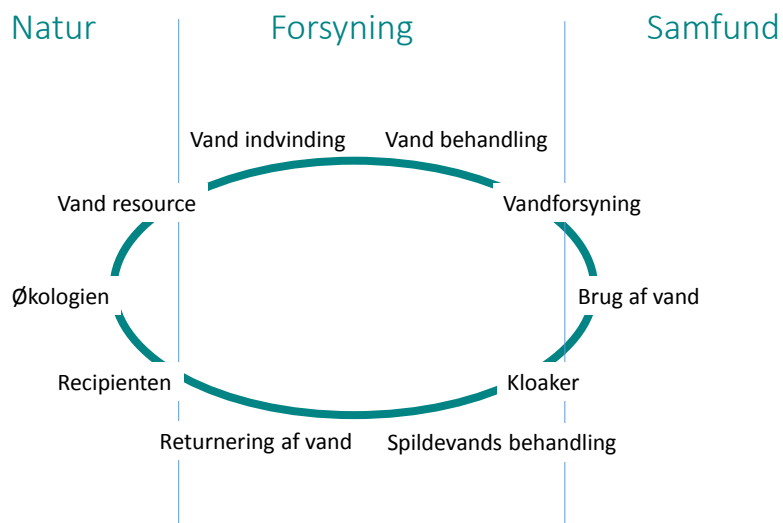 Natur
Forsyning
Samfund
Vand indvinding
Vand behandling
Vand resource
Vandforsyning
Økologien
Brug af vand
Recipienten
Kloaker
Returnering af vand
Spildevands behandling